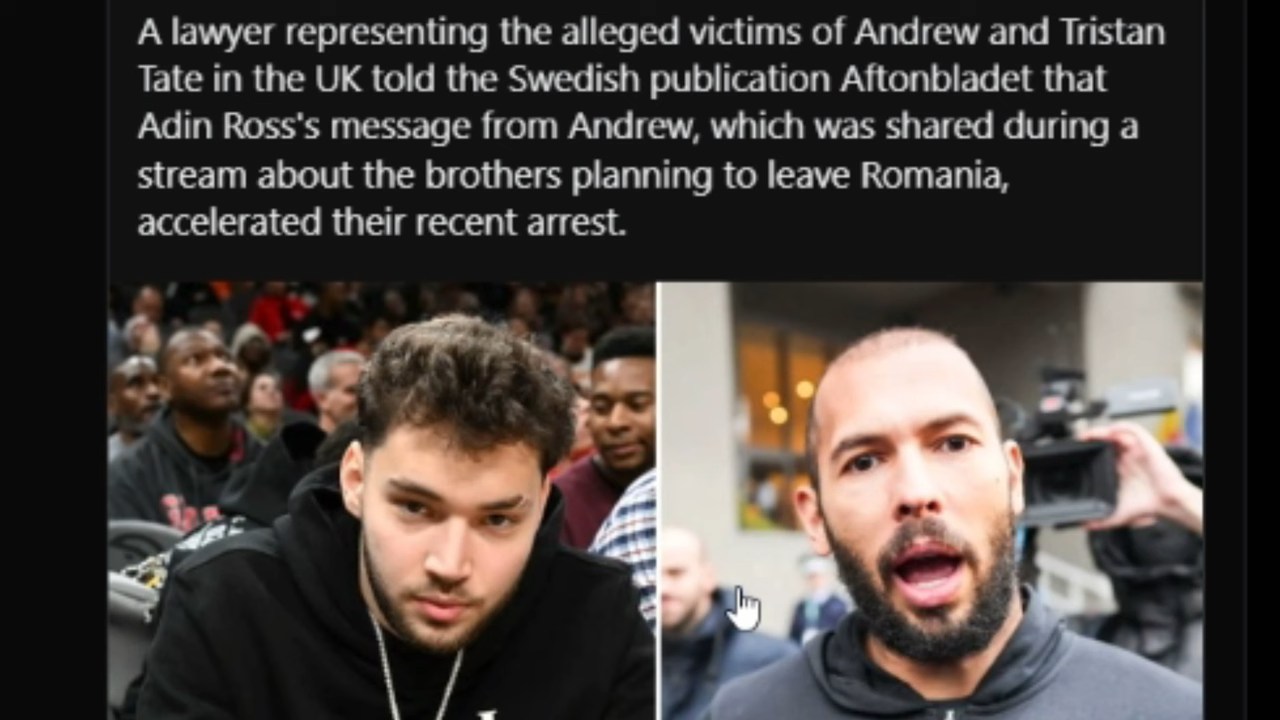 A lawyer representing the alleged victims of Andrew and Tristan
Tate in the UK told the Swedish publication Aftonbladet that
Adin Ross's message from Andrew, which was shared during a
stream about the brothers planning to leave Romania,
accelerated their recent arrest.